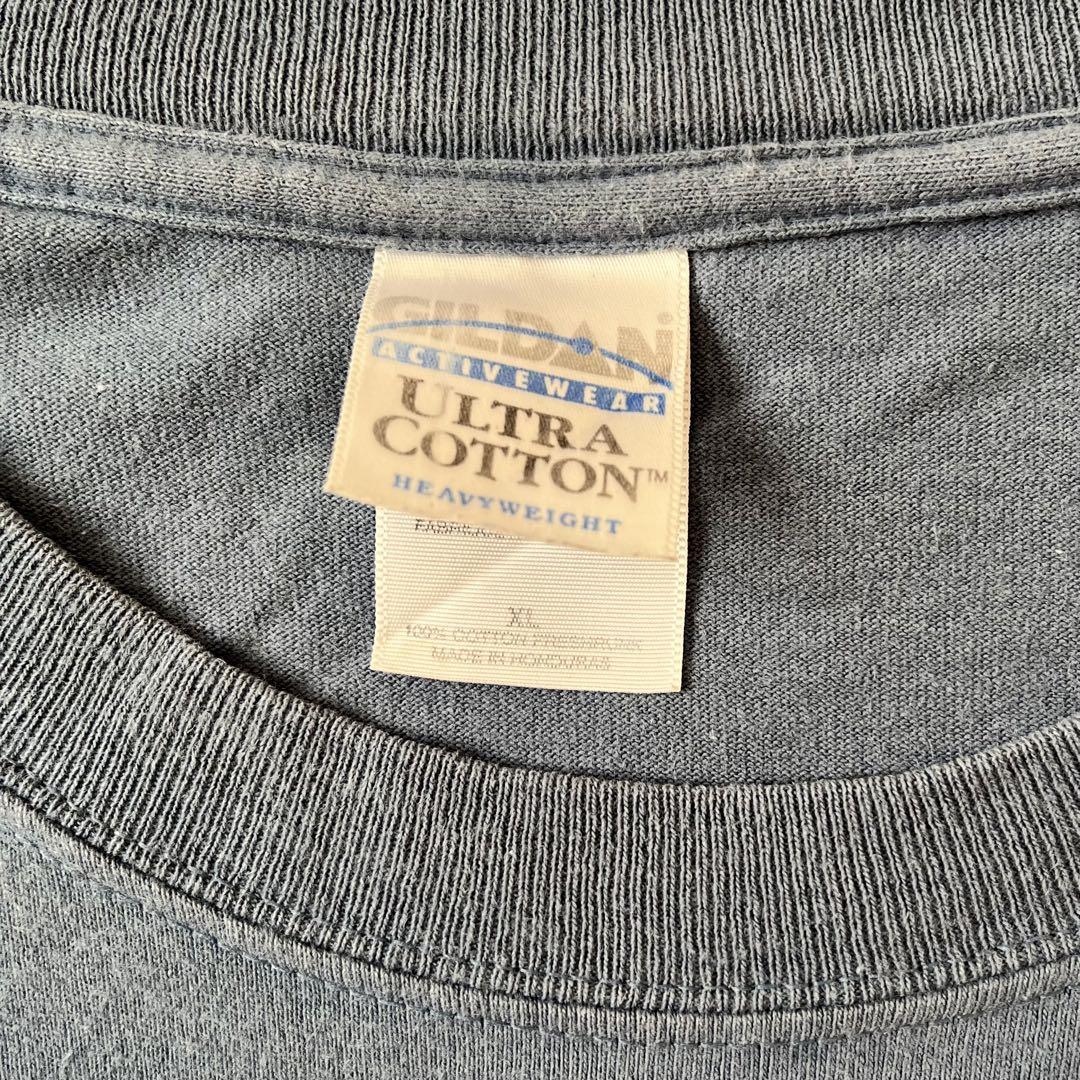 GILDAN
ACTIVEWEAR
ULTRA
COTTON™
HEAVYWEIGHT
XL
100% COTTON PRESHRUNK
MADE IN HONDURAS